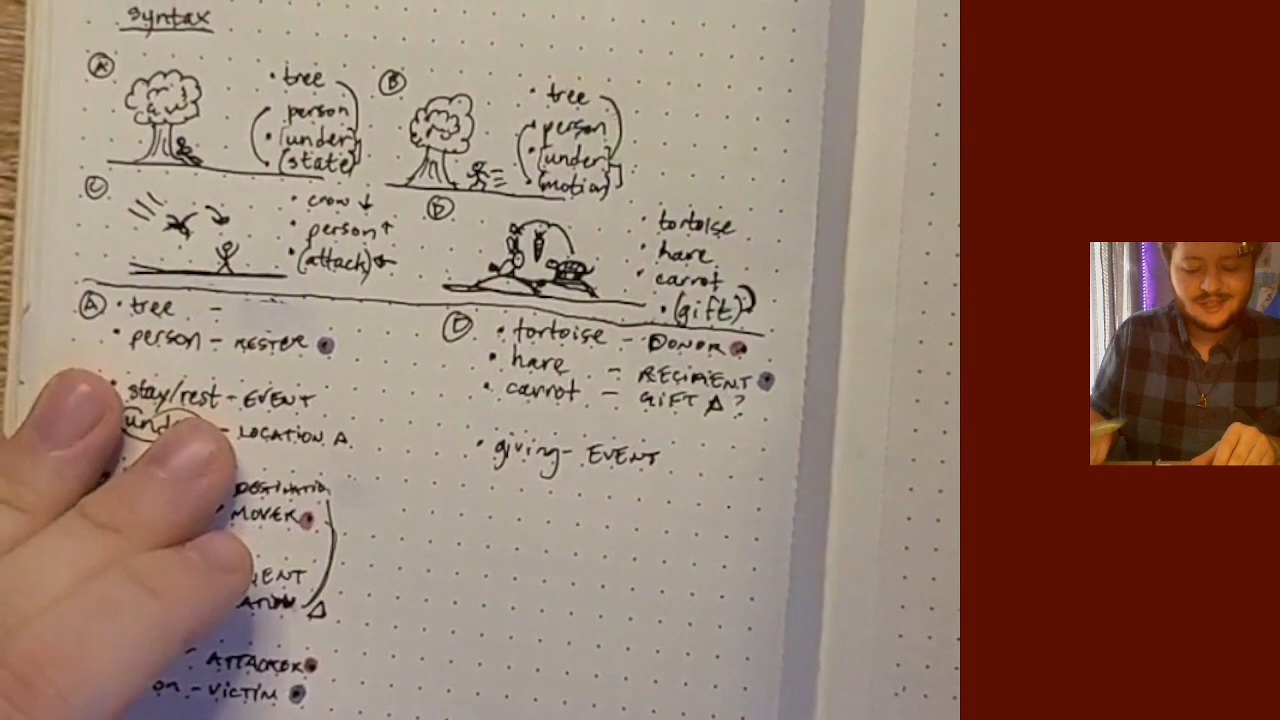 syntax
A
tree
person
(under)
(state)
B
tree
person
(under)
(motion)
C
crow ↓
person ↑
(attack)
D
tortoise
hare
carrot
(gift)
A • tree -
• person - RESTER
• stay/rest - EVENT
- LOCATION Δ
DESTINATION
MOVER
Δ
ATTACKER
- VICTIM
D • tortoise - DONOR
• hare - RECIPIENT
• carrot - GIFT Δ?
• giving - EVENT